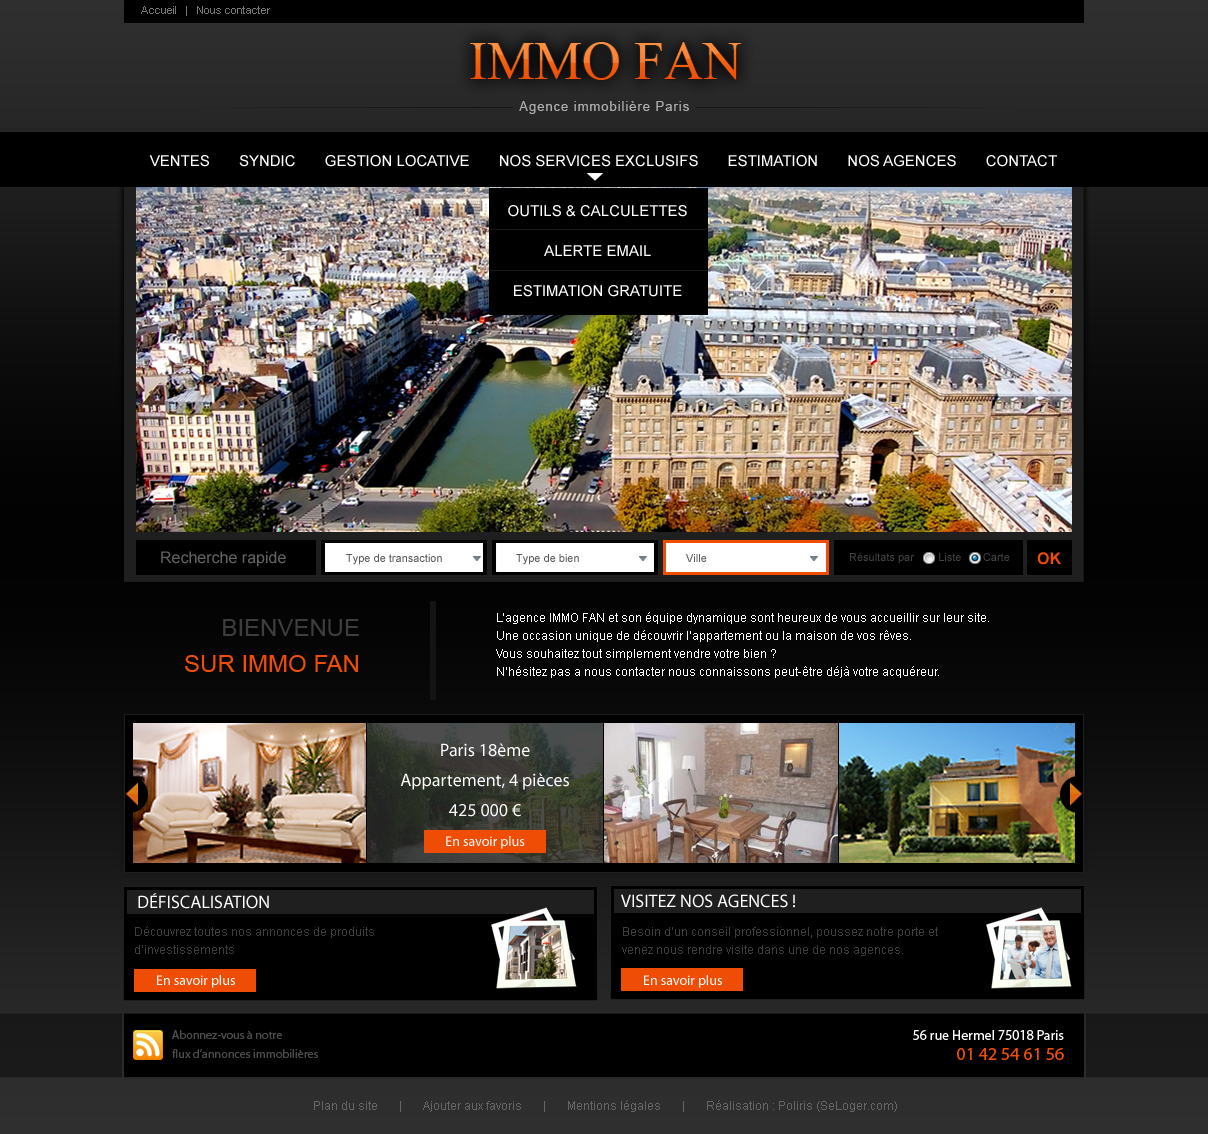 Accueil | Nous contacter
IMMO FAN
Agence immobilière Paris
VENTES SYNDIC GESTION LOCATIVE NOS SERVICES EXCLUSIFS ESTIMATION NOS AGENCES CONTACT
OUTILS & CALCULETTES
ALERTE EMAIL
ESTIMATION GRATUITE
Recherche rapide Type de transaction Type de bien Ville Résultats par Liste Carte OK
BIENVENUE
SUR IMMO FAN
L'agence IMMO FAN et son équipe dynamique sont heureux de vous accueillir sur leur site.
Une occasion unique de découvrir l'appartement ou la maison de vos rêves.
Vous souhaitez tout simplement vendre votre bien ?
N'hésitez pas a nous contacter nous connaissons peut-être déjà votre acquéreur.
Paris 18ème
Appartement, 4 pièces
425 000 €
En savoir plus
DÉFISCALISATION
Découvrez toutes nos annonces de produits
d'investissements
En savoir plus
VISITEZ NOS AGENCES !
Besoin d'un conseil professionnel, poussez notre porte et
venez nous rendre visite dans une de nos agences.
En savoir plus
Abonnez-vous à notre
flux d'annonces immobilières
56 rue Hermel 75018 Paris
01 42 54 61 56
Plan du site | Ajouter aux favoris | Mentions légales | Réalisation : Poliris (SeLoger.com)